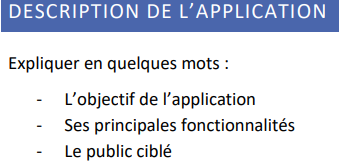 DESCRIPTION DE L’APPLICATION
Expliquer en quelques mots :
- L’objectif de l’application
- Ses principales fonctionnalités
- Le public ciblé